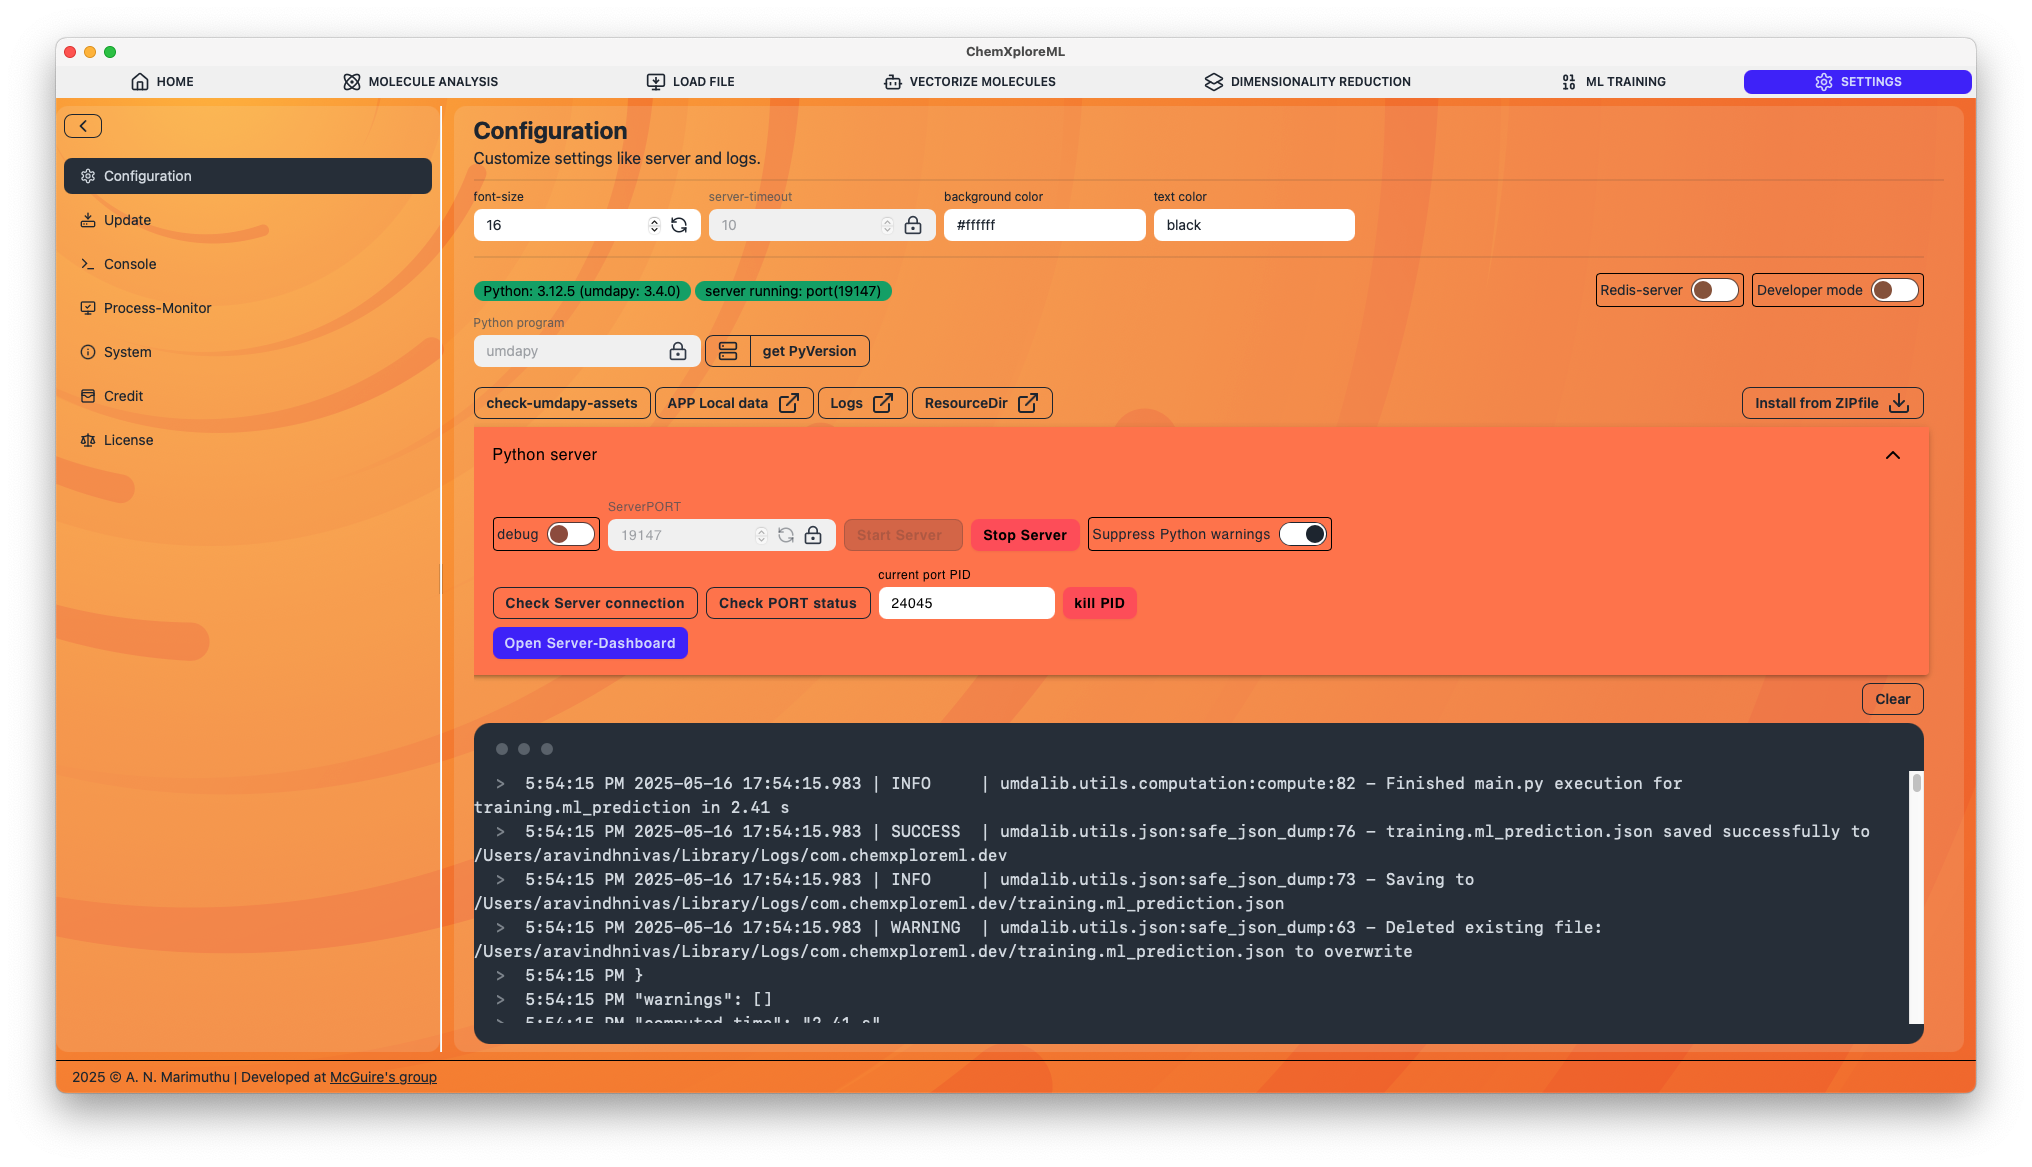 ChemXploreML
HOME MOLECULE ANALYSIS LOAD FILE VECTORIZE MOLECULES DIMENSIONALITY REDUCTION ML TRAINING SETTINGS
Configuration
Update
Console
Process-Monitor
System
Credit
License
Configuration
Customize settings like server and logs.
font-size server-timeout background color text color
16 10 #ffffff black
Python: 3.12.5 (umdapy: 3.4.0) server running: port(19147) Redis-server Developer mode
Python program
umdapy get PyVersion
check-umdapy-assets APP Local data Logs ResourceDir Install from ZIPfile
Python server
ServerPORT
debug 19147 Start Server Stop Server Suppress Python warnings
current port PID
Check Server connection Check PORT status 24045 kill PID
Open Server-Dashboard
Clear
> 5:54:15 PM 2025-05-16 17:54:15.983 | INFO | umdalib.utils.computation:compute:82 - Finished main.py execution for
training.ml_prediction in 2.41 s
> 5:54:15 PM 2025-05-16 17:54:15.983 | SUCCESS | umdalib.utils.json:safe_json_dump:76 - training.ml_prediction.json saved successfully to
/Users/aravindhnivas/Library/Logs/com.chemxploreml.dev
> 5:54:15 PM 2025-05-16 17:54:15.983 | INFO | umdalib.utils.json:safe_json_dump:73 - Saving to
/Users/aravindhnivas/Library/Logs/com.chemxploreml.dev/training.ml_prediction.json
> 5:54:15 PM 2025-05-16 17:54:15.983 | WARNING | umdalib.utils.json:safe_json_dump:63 - Deleted existing file:
/Users/aravindhnivas/Library/Logs/com.chemxploreml.dev/training.ml_prediction.json to overwrite
> 5:54:15 PM }
> 5:54:15 PM "warnings": []
> 5:54:15 PM "computed_time": "2.41 s"
2025 © A. N. Marimuthu | Developed at McGuire's group